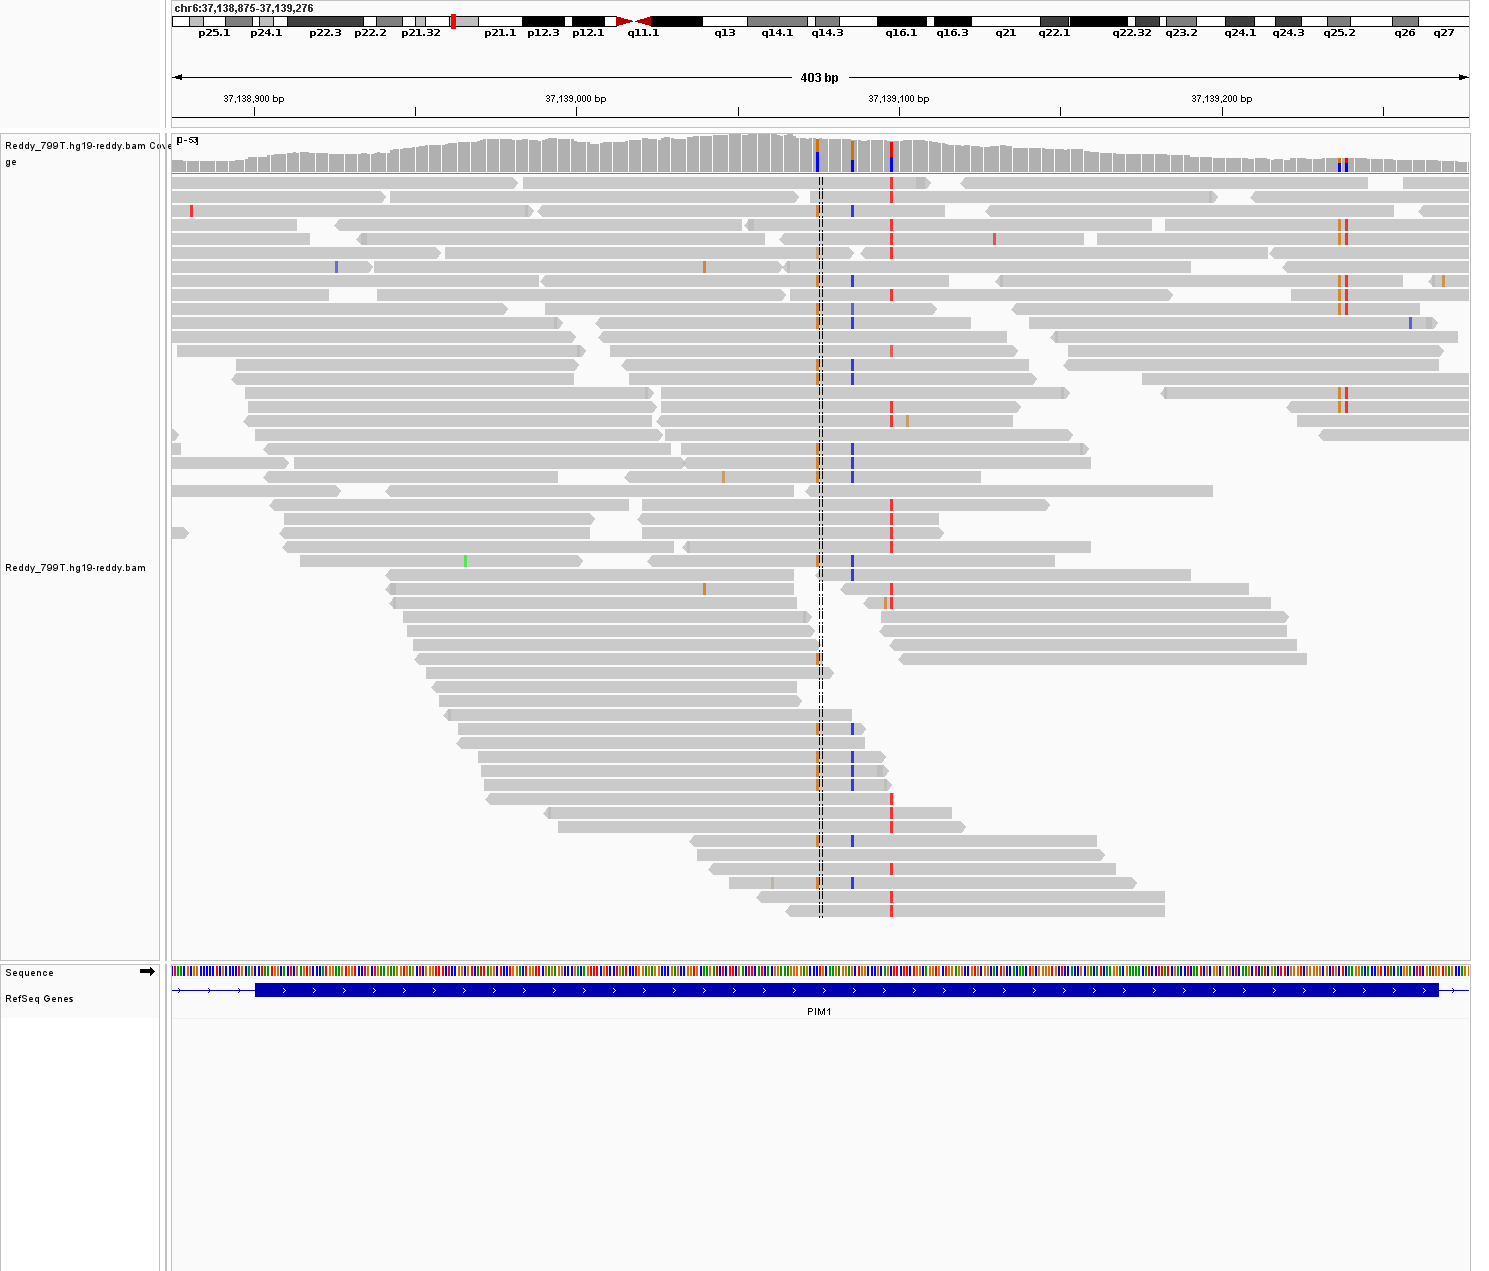 chr6:37,138,875-37,139,276
p25.1 p24.1 p22.3 p22.2 p21.32 p21.1 p12.3 p12.1 q11.1 q13 q14.1 q14.3 q16.1 q16.3 q21 q22.1 q22.32 q23.2 q24.1 q24.3 q25.2 q26 q27
403 bp
37,138,900 bp 37,139,000 bp 37,139,100 bp 37,139,200 bp
[0-53]
Reddy_799T.hg19-reddy.bam Cove
ge
Reddy_799T.hg19-reddy.bam
Sequence
RefSeq Genes
PIM1